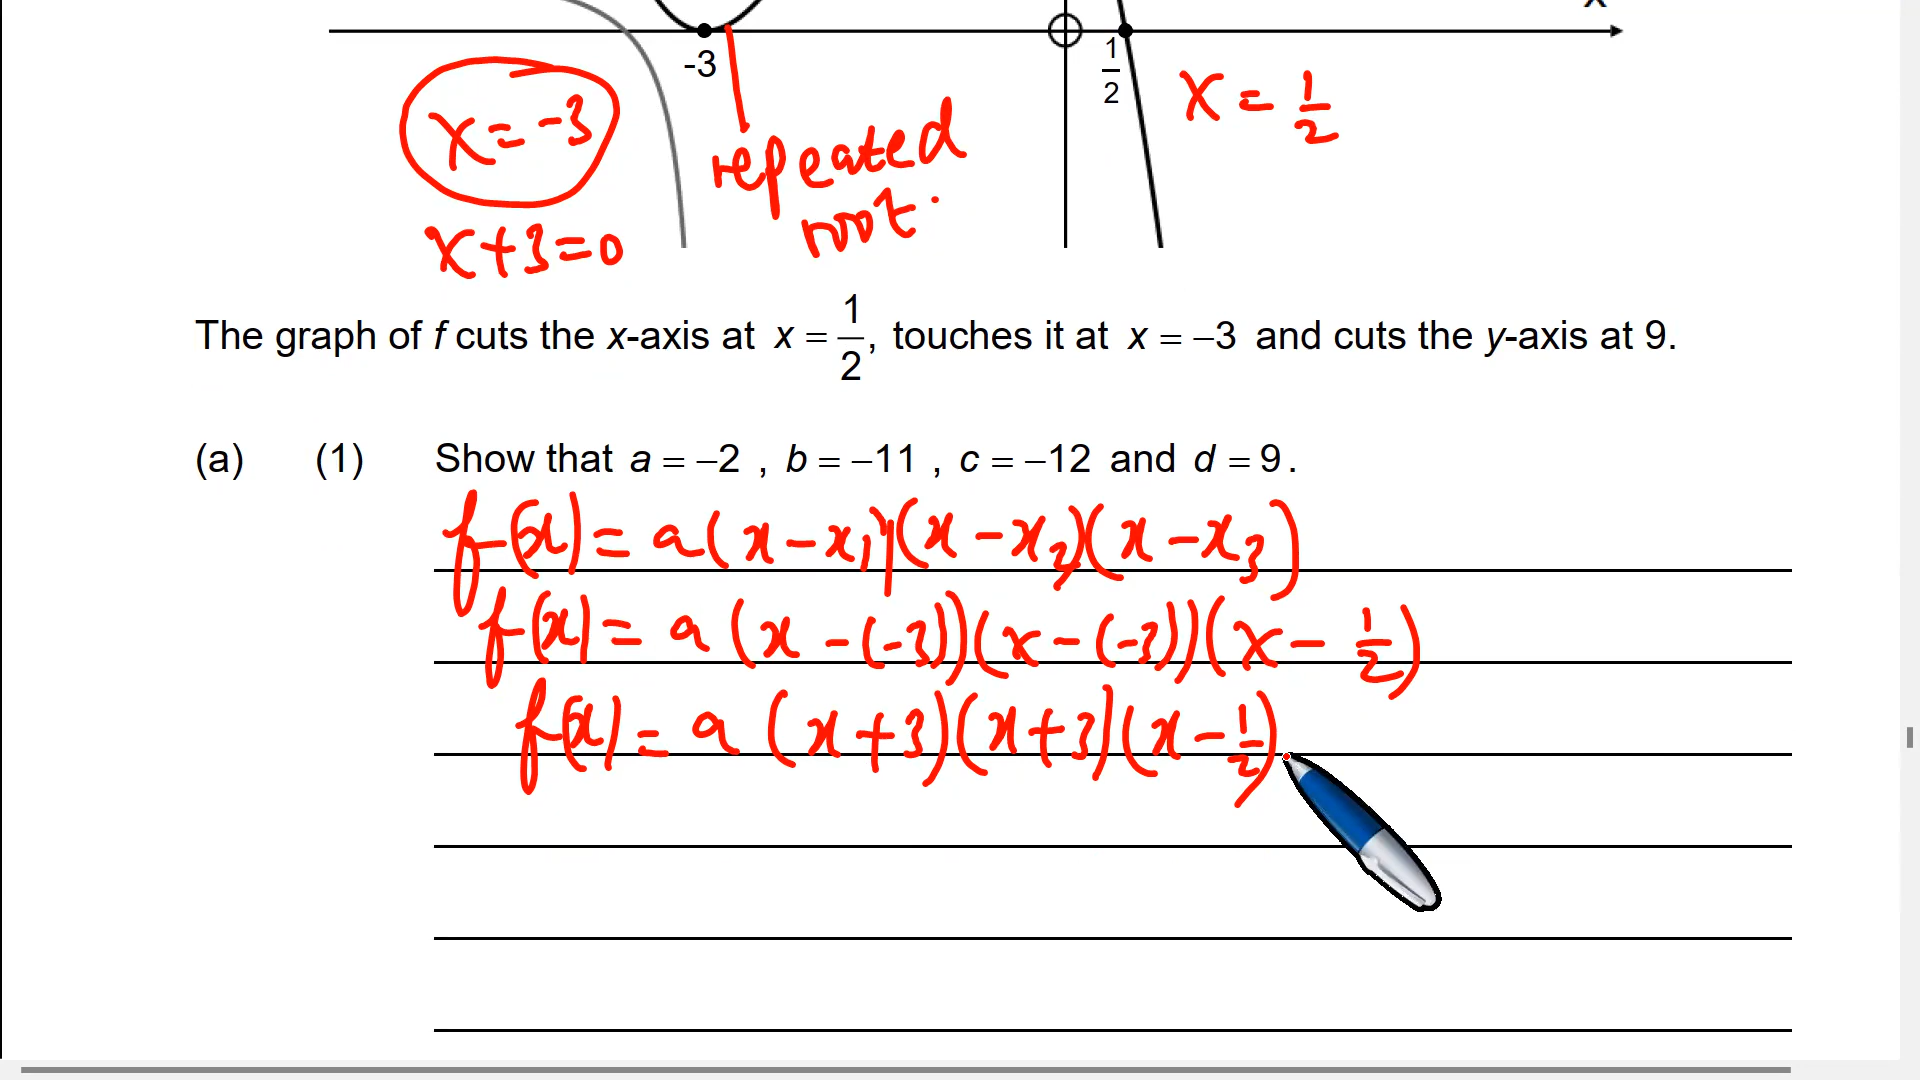 -3
1/2
x = -3
x = 1/2
repeated
root.
x+3=0
The graph of f cuts the x-axis at x = 1/2, touches it at x = −3 and cuts the y-axis at 9.
(a) (1) Show that a = −2 , b = −11 , c = −12 and d = 9.
f(x) = a(x - x₁)(x - x₂)(x - x₃)
f(x) = a(x - (-3))(x - (-3))(x - 1/2)
f(x) = a(x+3)(x+3)(x - 1/2)